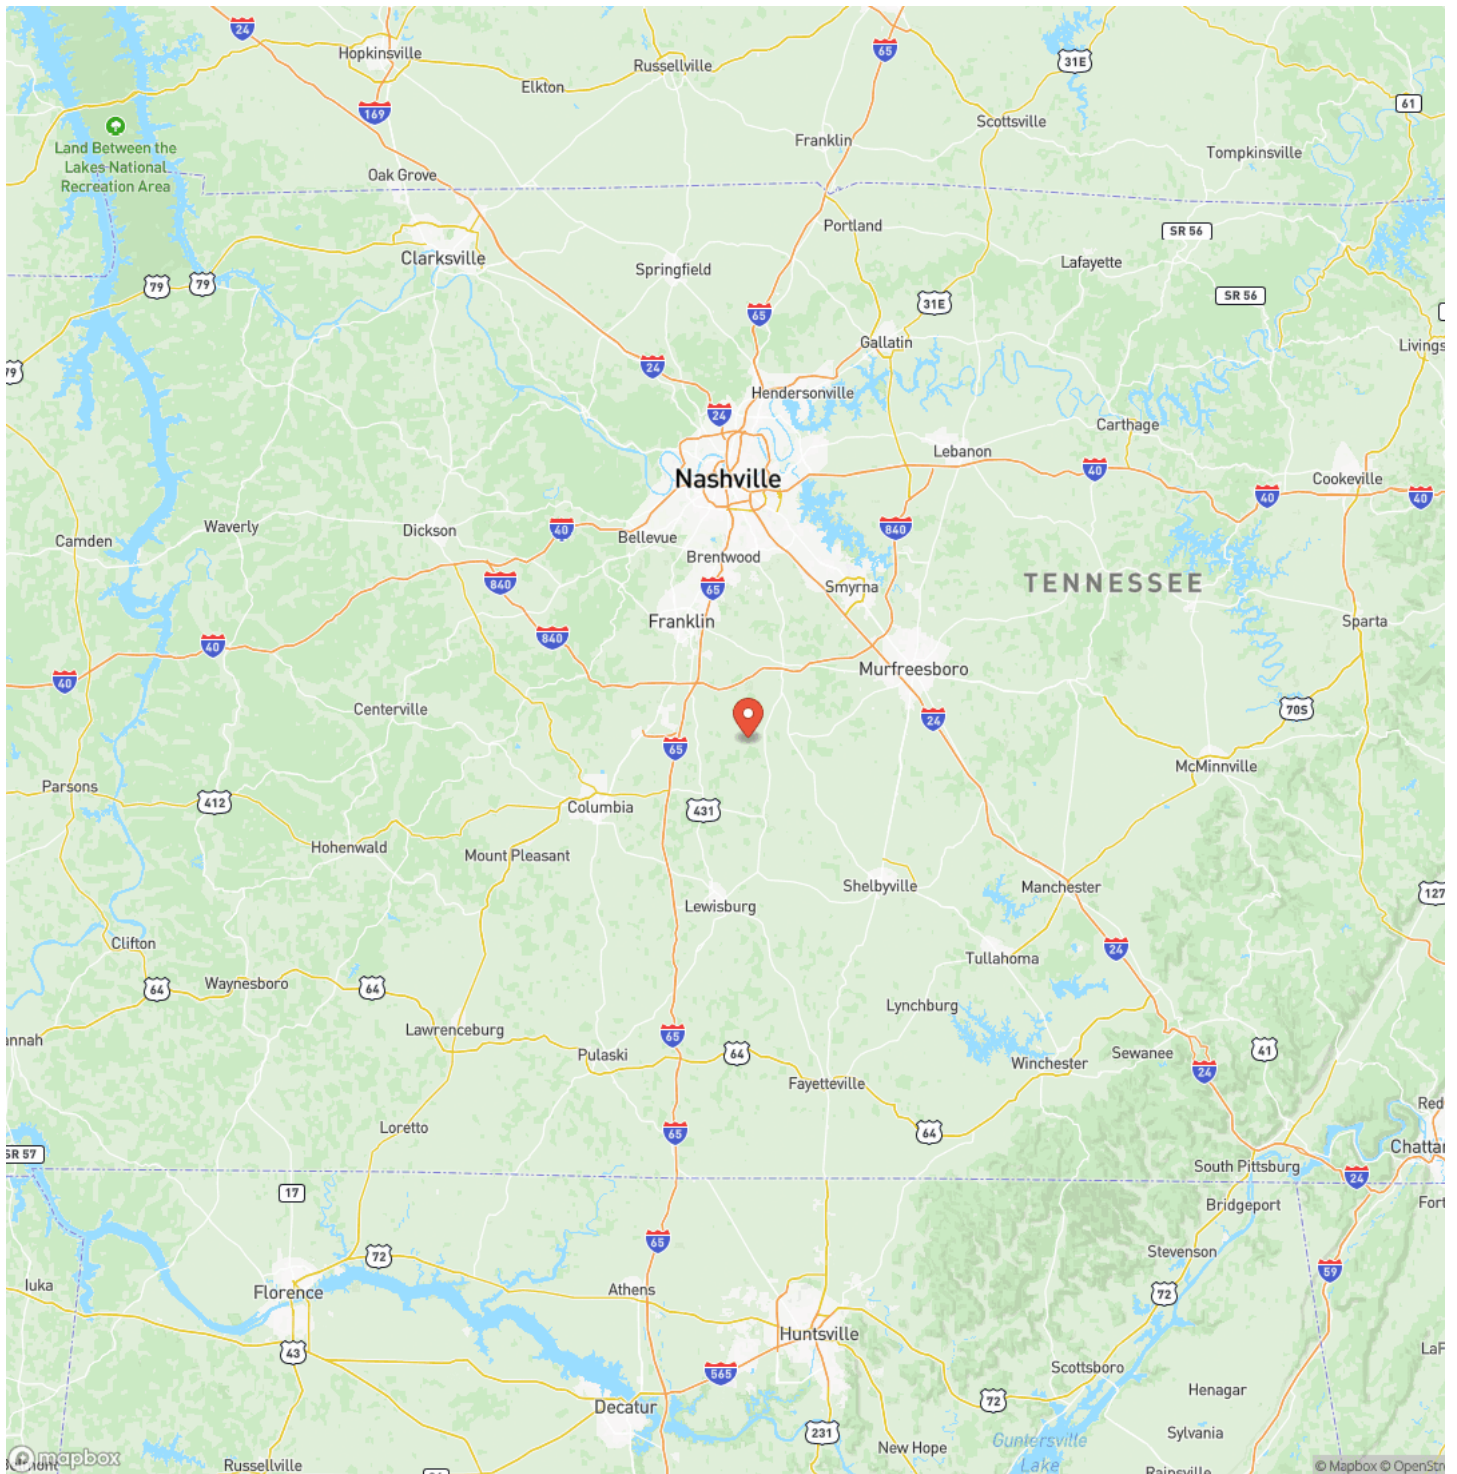 24
Hopkinsville
Russellville
65
31E
Elkton
61
169
Scottsville
Franklin
Land Between the
Lakes National
Recreation Area
Tompkinsville
Oak Grove
Portland
SR 56
Clarksville
Lafayette
Springfield
79
79
SR 56
31E
65
Gallatin
Livings
79
24
Hendersonville
24
Carthage
Lebanon
40
Nashville
Cookeville
40
40
Waverly
Dickson
40
840
Camden
Bellevue
Brentwood
840
65
Smyrna
TENNESSEE
Franklin
Sparta
840
40
Murfreesboro
40
Centerville
70S
24
65
McMinnville
Parsons
412
Columbia
431
Hohenwald
Mount Pleasant
Shelbyville
Manchester
127
Lewisburg
Clifton
24
Tullahoma
Waynesboro
64
64
Lynchburg
Lawrenceburg
65
nnah
Pulaski
64
41
Sewanee
Winchester
24
Fayetteville
Red
Loretto
65
64
Chattar
SR 57
South Pittsburg
24
17
Bridgeport
Fort
65
72
Stevenson
59
Iuka
Florence
Athens
72
Huntsville
43
LaF
565
Scottsboro
Henagar
72
Decatur
231
Sylvania
Guntersville
Lake
New Hope
mapbox
Russellville
Rainsville
© Mapbox © OpenStre